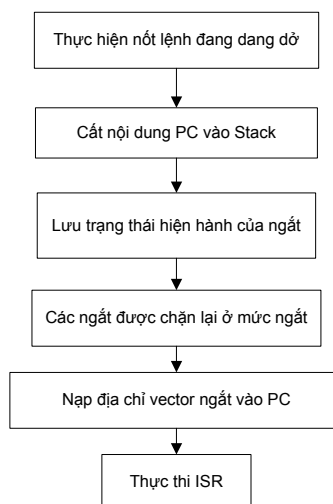 Thực hiện nốt lệnh đang dang dở
Cất nội dung PC vào Stack
Lưu trạng thái hiện hành của ngắt
Các ngắt được chặn lại ở mức ngắt
Nạp địa chỉ vector ngắt vào PC
Thực thi ISR